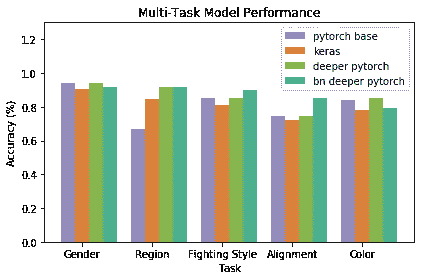 Multi-Task Model Performance
pytorch base
keras
deeper pytorch
bn deeper pytorch
Accuracy (%)
1.2
1.0
0.8
0.6
0.4
0.2
0.0
Gender Region Fighting Style Alignment Color
Task